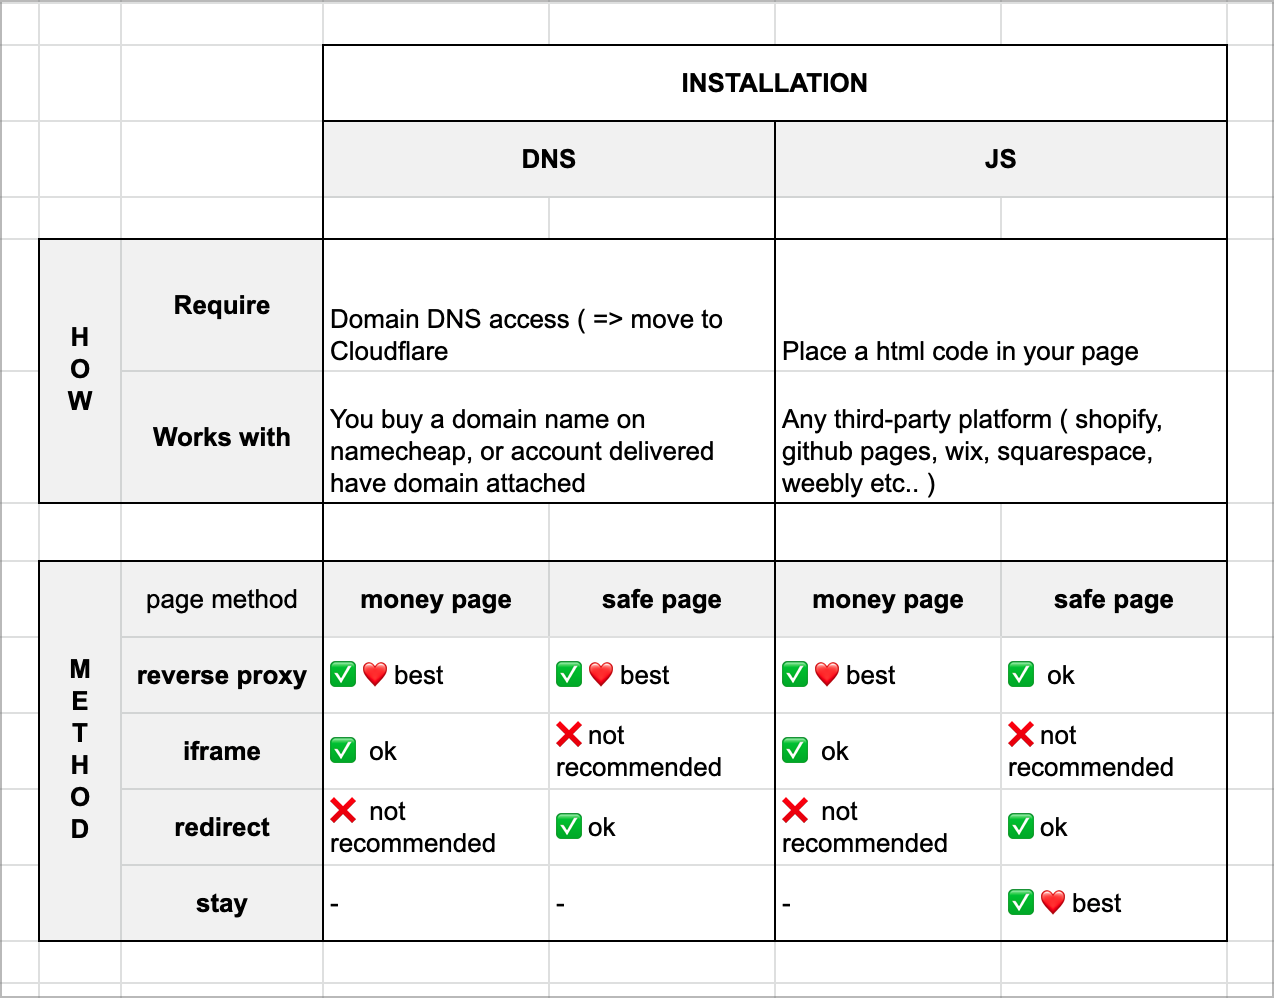 INSTALLATION
DNS
JS
HOW
Require
Domain DNS access ( => move to
Cloudflare
Place a html code in your page
Works with
You buy a domain name on
namecheap, or account delivered
have domain attached
Any third-party platform ( shopify,
github pages, wix, squarespace,
weebly etc.. )
METHOD
page method
money page
safe page
money page
safe page
reverse proxy
✅ ❤️ best
✅ ❤️ best
✅ ❤️ best
✅ ok
iframe
✅ ok
❌ not
recommended
✅ ok
❌ not
recommended
redirect
❌ not
recommended
✅ ok
❌ not
recommended
✅ ok
stay
-
-
-
✅ ❤️ best